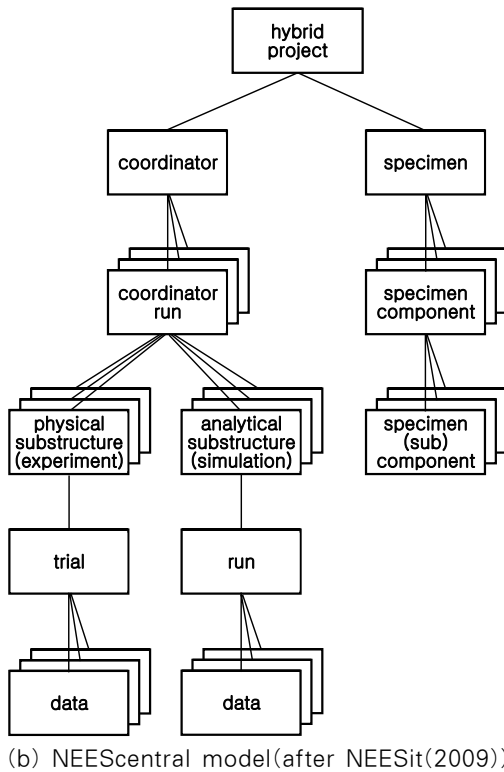 hybrid
project
coordinator
specimen
coordinator
run
specimen
component
physical
substructure
(experiment)
analytical
substructure
(simulation)
specimen
(sub)
component
trial
run
data
data
(b) NEEScentral model(after NEESit(2009))